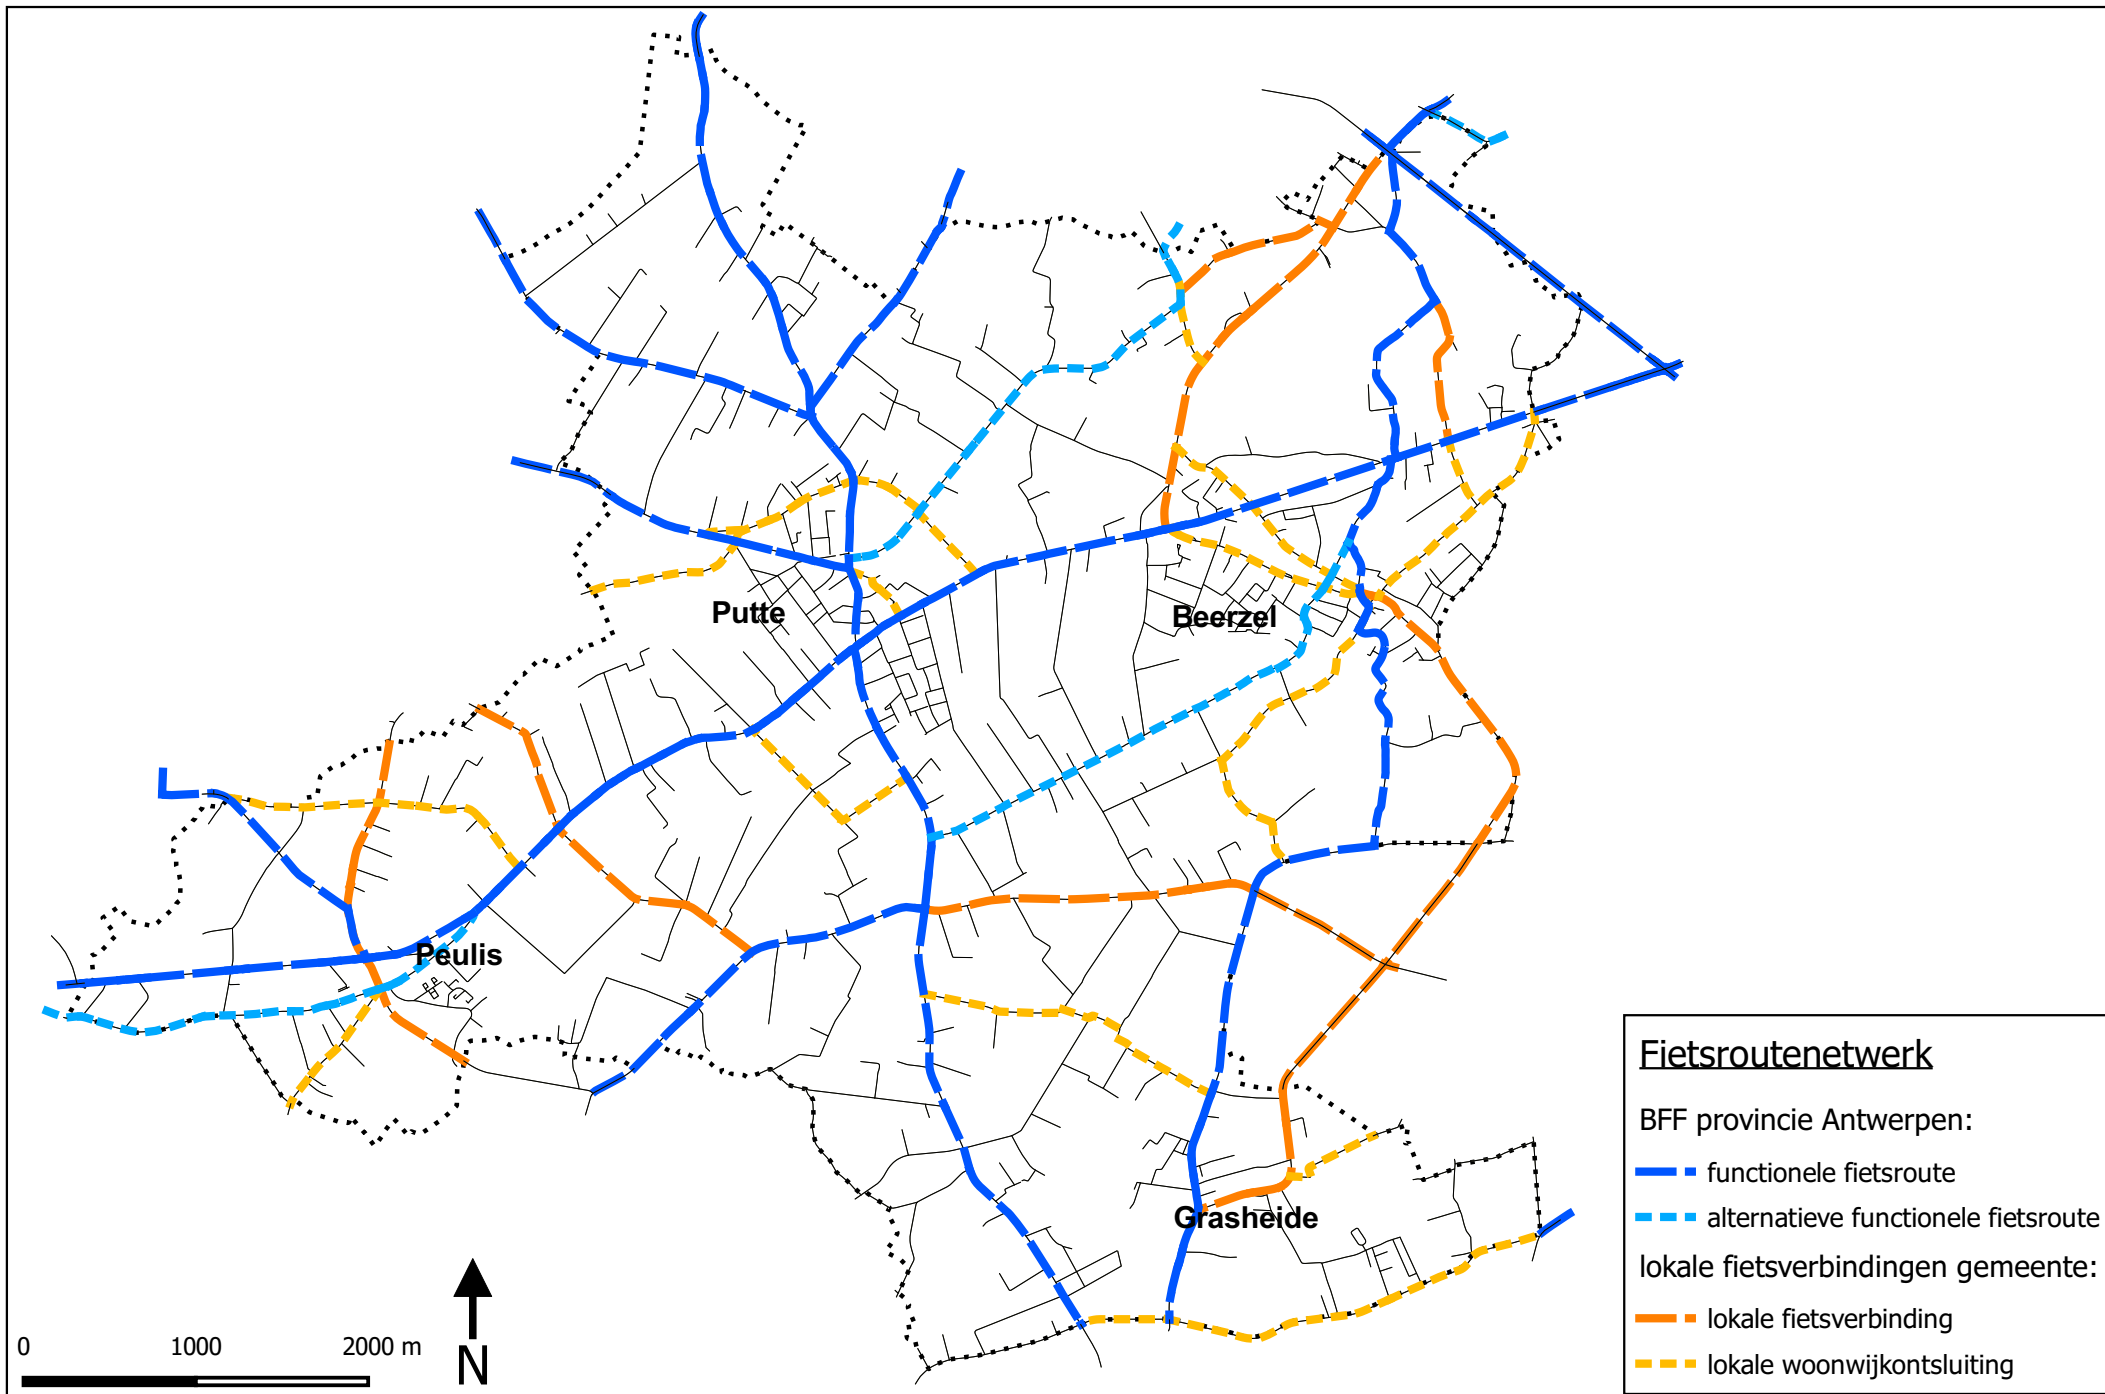 Putte
Beerzel
Peulis
Grasheide
0 1000 2000 m
N
Fietsroutenetwerk
BFF provincie Antwerpen:
functionele fietsroute
alternatieve functionele fietsroute
lokale fietsverbindingen gemeente:
lokale fietsverbinding
lokale woonwijkontsluiting